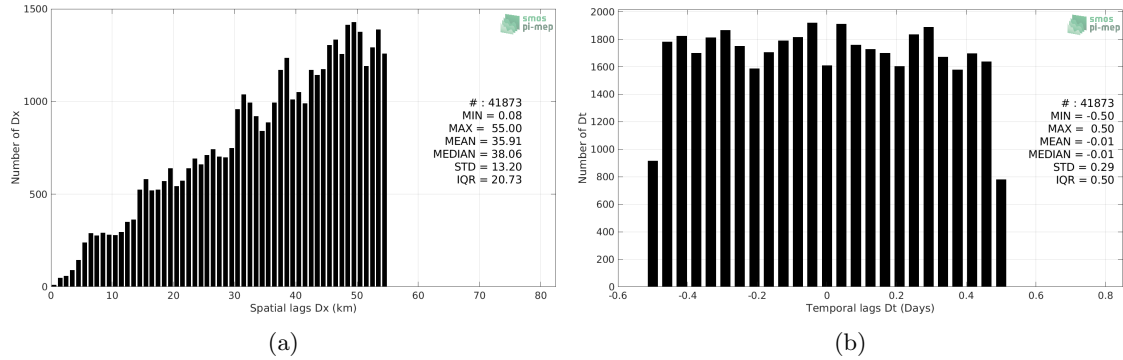 1500
1000
500
0
0 10 20 30 40 50 60 70 80
Number of Dx
Spatial lags Dx (km)
smos
pi-mep
# : 41873
MIN = 0.08
MAX = 55.00
MEAN = 35.91
MEDIAN = 38.06
STD = 13.20
IQR = 20.73
(a)
2000
1800
1600
1400
1200
1000
800
600
400
200
0
-0.6 -0.4 -0.2 0 0.2 0.4 0.6 0.8
Number of Dt
Temporal lags Dt (Days)
smos
pi-mep
# : 41873
MIN = -0.50
MAX = 0.50
MEAN = -0.01
MEDIAN = -0.01
STD = 0.29
IQR = 0.50
(b)